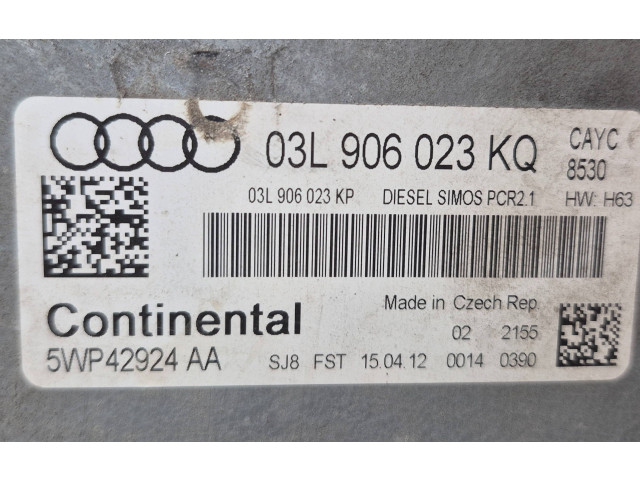 03L 906 023 KQ CAYC
8530
03L 906 023 KP DIESEL SIMOS PCR2.1 HW: H63
Continental
Made in Czech Rep.
02 2155
5WP42924 AA SJ8 FST 15.04.12 0014 0390